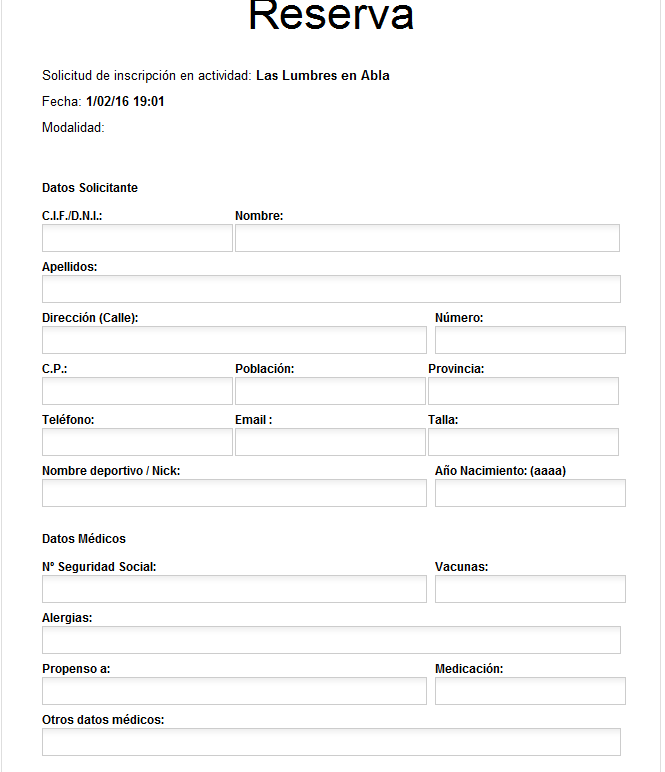 Reserva
Solicitud de inscripción en actividad: Las Lumbres en Abla
Fecha: 1/02/16 19:01
Modalidad:
Datos Solicitante
C.I.F./D.N.I.: Nombre:
Apellidos:
Dirección (Calle): Número:
C.P.: Población: Provincia:
Teléfono: Email : Talla:
Nombre deportivo / Nick: Año Nacimiento: (aaaa)
Datos Médicos
Nº Seguridad Social: Vacunas:
Alergias:
Propenso a: Medicación:
Otros datos médicos: